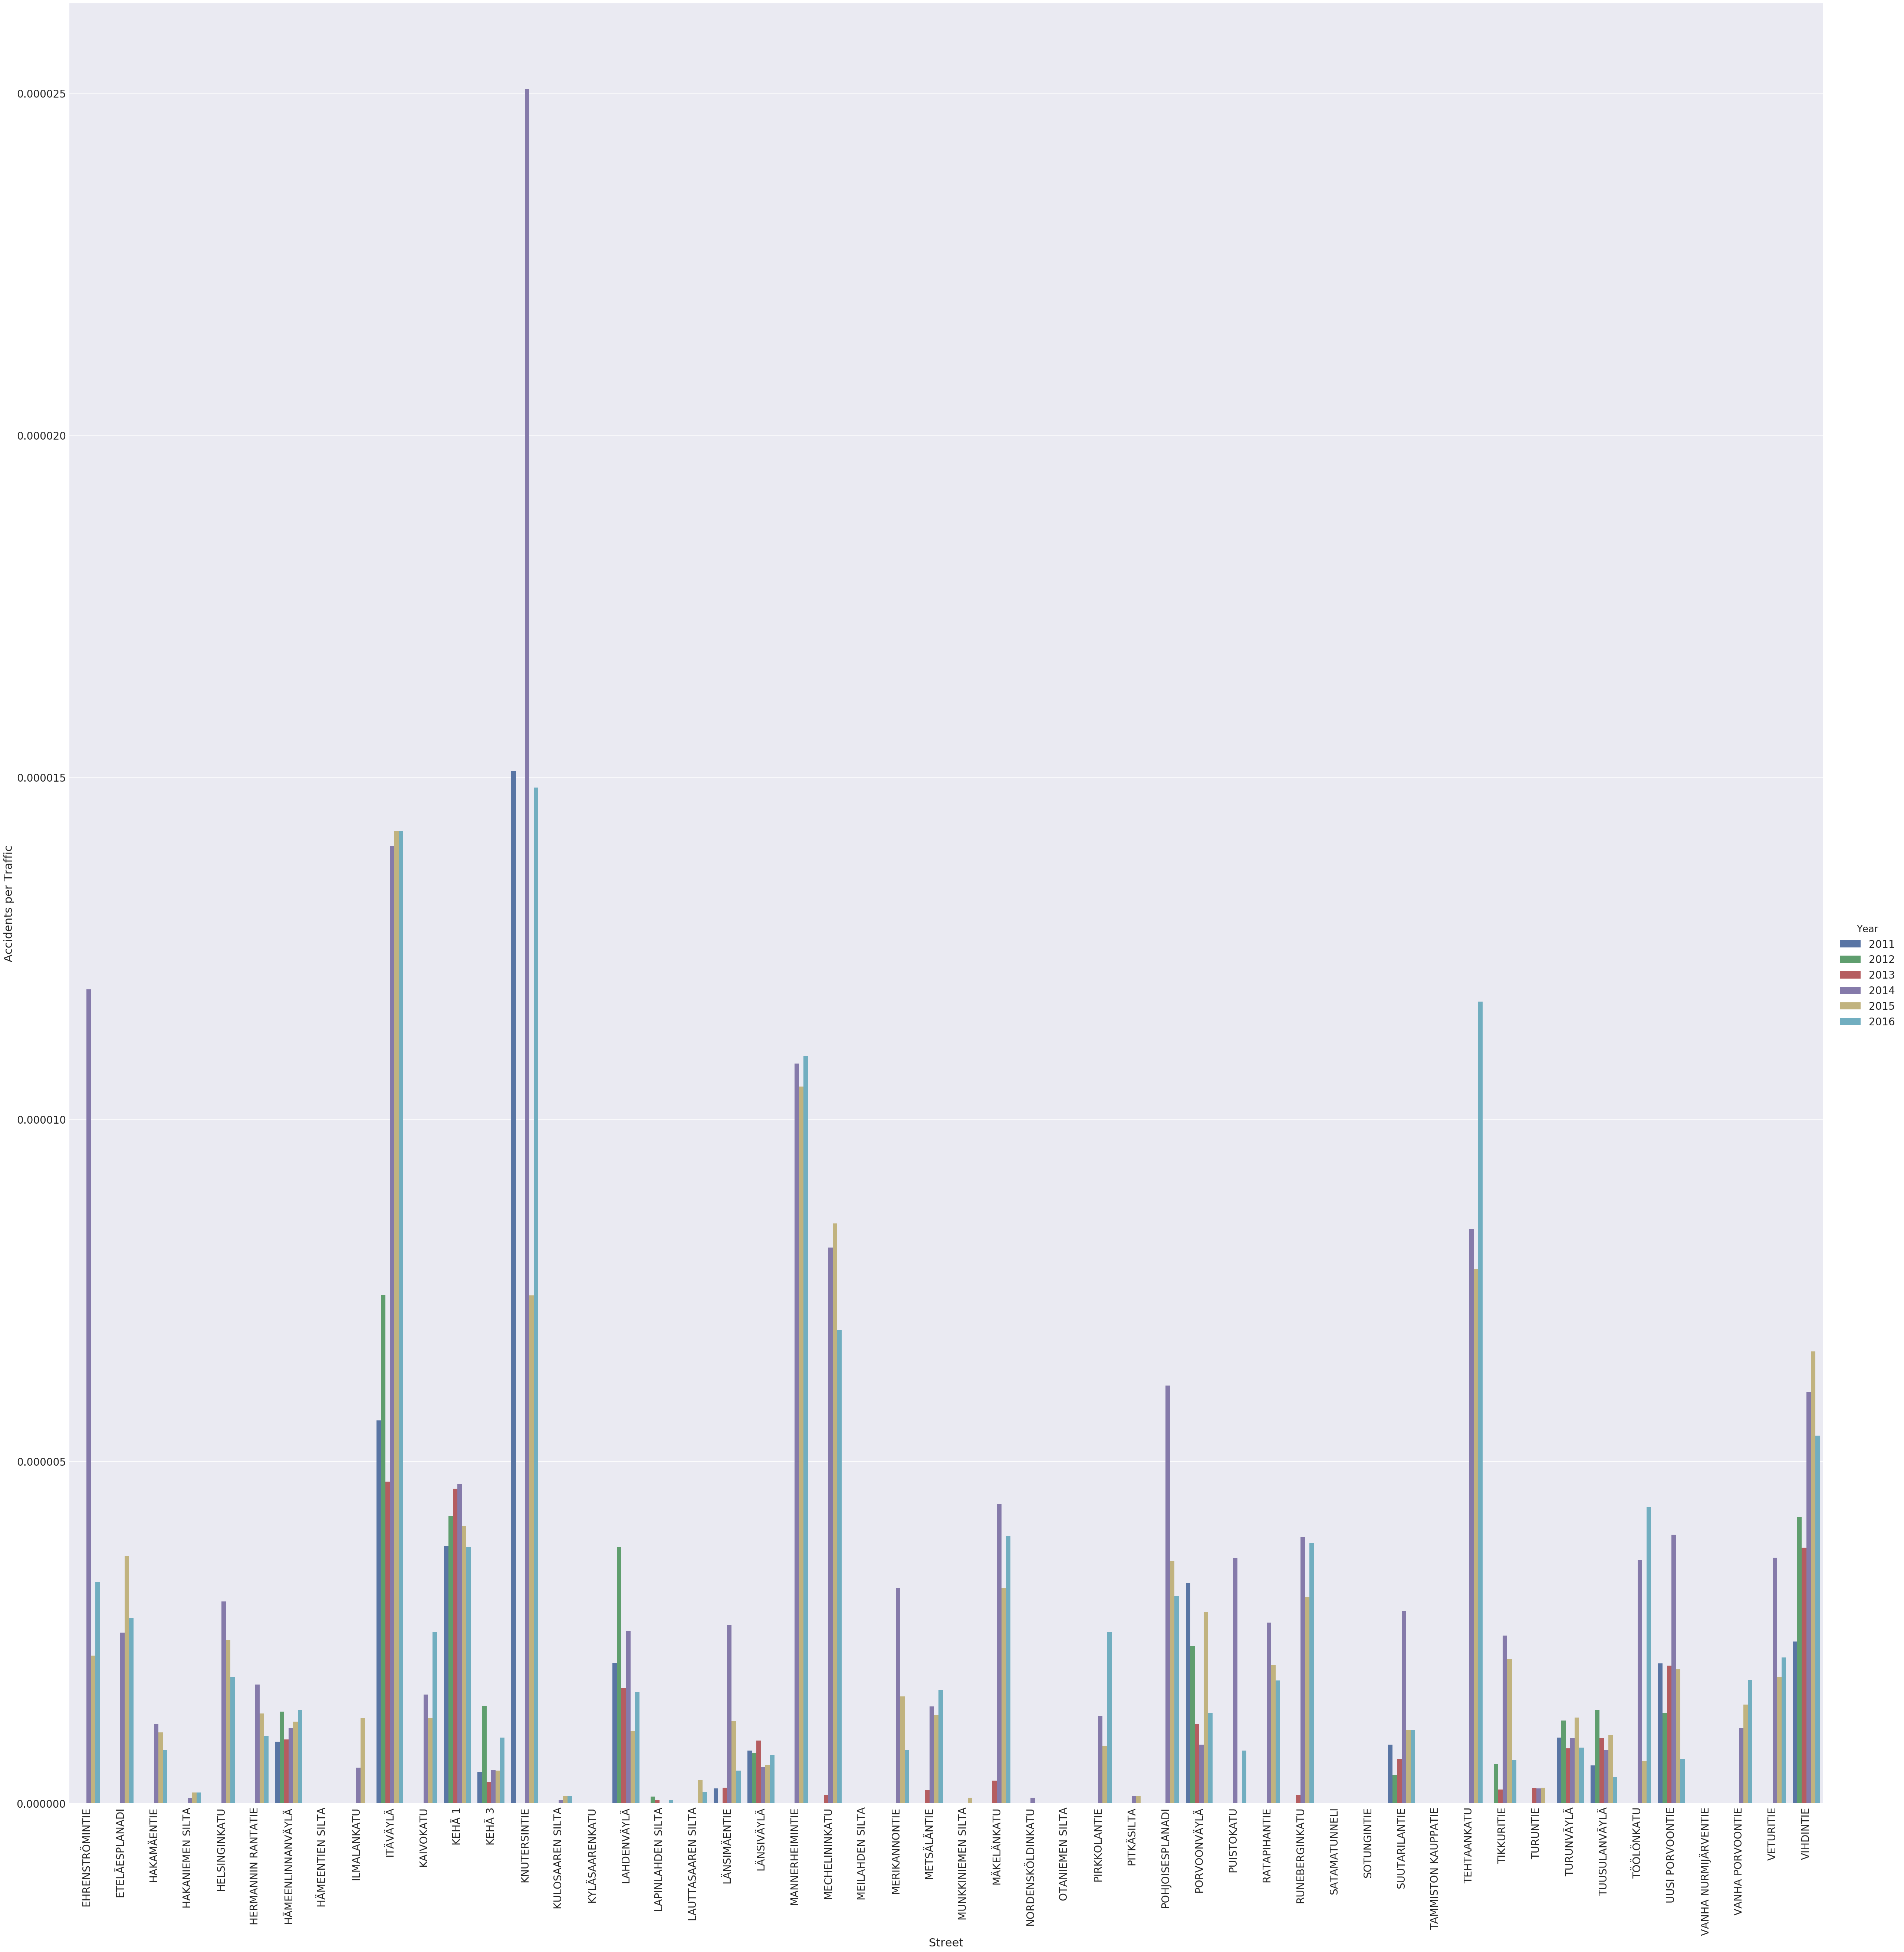 0.000025
0.000020
0.000015
0.000010
0.000005
0.000000
Accidents per Traffic
EHRENSTRÖMINTIE
ETELÄESPLANADI
HAKAMÄENTIE
HAKANIEMEN SILTA
HELSINGINKATU
HERMANNIN RANTATIE
HÄMEENLINNANVÄYLÄ
HÄMEENTIEN SILTA
ILMALANKATU
ITÄVÄYLÄ
KAIVOKATU
KEHÄ 1
KEHÄ 3
KNUTERSINTIE
KULOSAAREN SILTA
KYLÄSAARENKATU
LAHDENVÄYLÄ
LAPINLAHDEN SILTA
LAUTTASAAREN SILTA
LÄNSIMÄENTIE
LÄNSIVÄYLÄ
MANNERHEIMINTIE
MECHELININKATU
MEILAHDEN SILTA
MERIKANNONTIE
METSÄLÄNTIE
MUNKKINIEMEN SILTA
MÄKELÄNKATU
NORDENSKÖLDINKATU
OTANIEMEN SILTA
PIRKKOLANTIE
PITKÄSILTA
POHJOISESPLANADI
PORVOONVÄYLÄ
PUISTOKATU
RATAPIHANTIE
RUNEBERGINKATU
SATAMATUNNELI
SOTUNGINTIE
SUUTARILANTIE
TAMMISTON KAUPPATIE
TEHTAANKATU
TIKKURITIE
TURUNTIE
TURUNVÄYLÄ
TUUSULANVÄYLÄ
TÖÖLÖNKATU
UUSI PORVOONTIE
VANHA NURMIJÄRVENTIE
VANHA PORVOONTIE
VETURITIE
VIHDINTIE
Street
Year
2011
2012
2013
2014
2015
2016